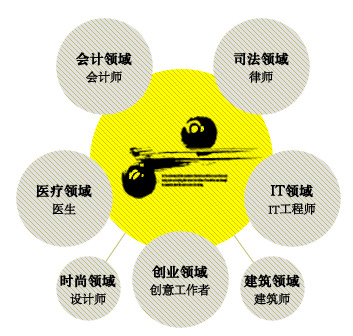 会计领域
会计师
司法领域
律师
医疗领域
医生
IT领域
IT工程师
时尚领域
设计师
创业领域
创意工作者
建筑领域
建筑师